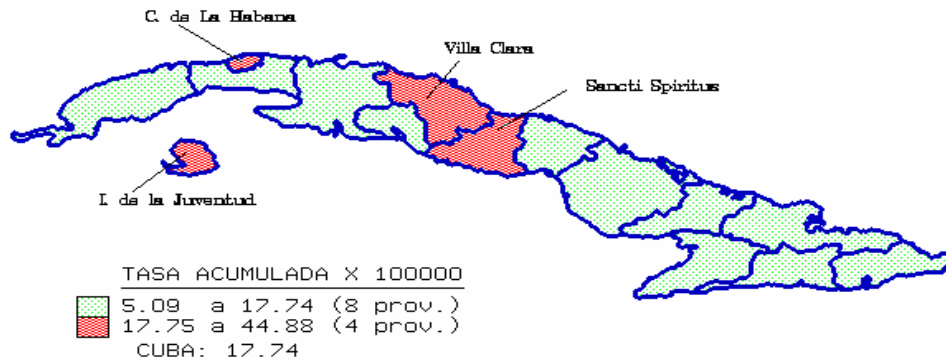 C. de La Habana
Villa Clara
Sancti Spiritus
I. de la Juventud
TASA ACUMULADA X 100000
5.09 a 17.74 (8 prov.)
17.75 a 44.88 (4 prov.)
CUBA: 17.74